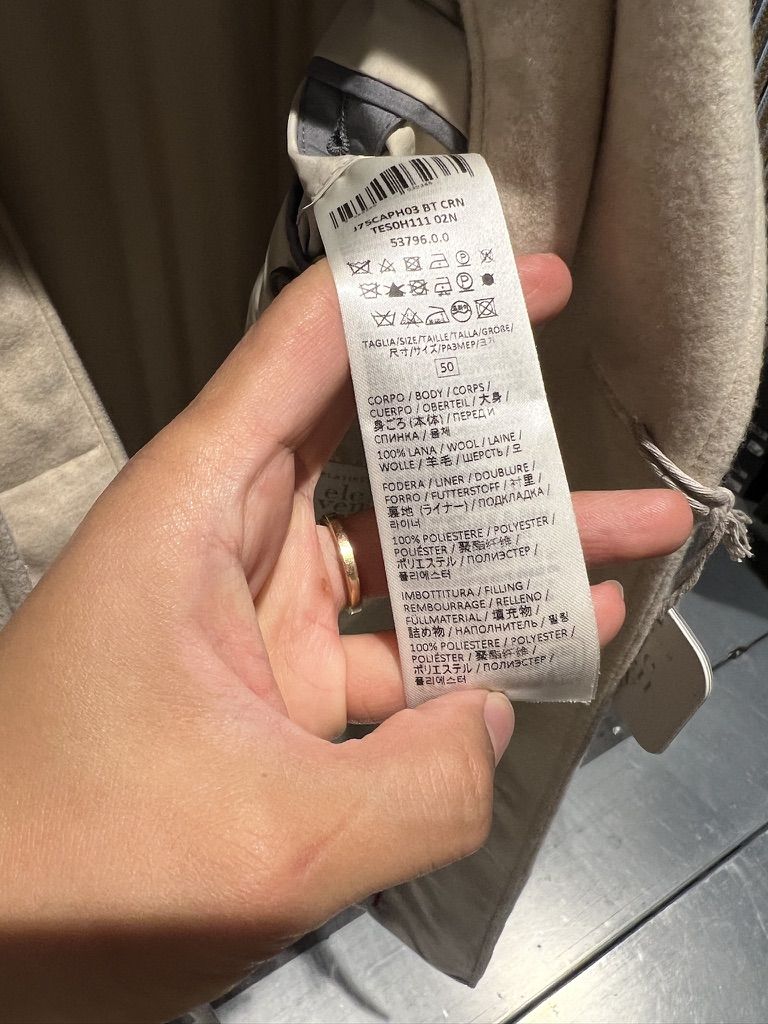 J75CAPH03 BT CRN
TES0H111 02N
53796.0.0
TAGLIA/SIZE/TAILLE/TALLA/GRÖßE/
尺寸/サイズ/PA3MEP/크기
50
CORPO / BODY / CORPS /
CUERPO / OBERTEIL / 大身/
身ごろ (本体) / ПЕРЕДИ
СПИНКА / 몸체
100% LANA / WOOL / LAINE /
WOLLE / 羊毛 / ШЕРСТЬ / 모
FODERA / LINER / DOUBLURE /
FORRO / FUTTERSTOFF / 衬里/
裏地 (ライナー) / ПОДКЛАДКА /
라이너
100% POLIESTERE / POLYESTER /
POLIÉSTER / 聚酯纤维 /
ポリエステル / ПОЛИЭСТЕР /
폴리에스터
IMBOTTITURA / FILLING /
REMBOURRAGE / RELLENO /
FÜLLMATERIAL / 填充物 /
詰め物 / НАПОЛНИТЕЛЬ / 필링
100% POLIESTERE / POLYESTER /
POLIÉSTER / 聚酯纤维 /
ポリエステル / ПОЛИЭСТЕР /
폴리에스터
ele
ven